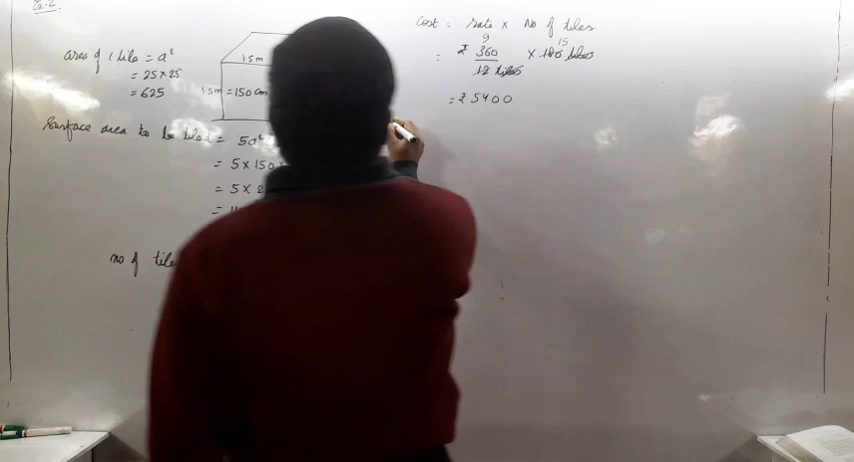 Ex-2
area of 1 tile = a²
= 25 × 25
= 625
1.5m
1.5m = 150 cm
Surface area to be tiled = 5a²
= 5 × 150
= 5 × 2
no of tile
Cost = rate × No of tiles
9 15
= ₹ 360 × 180 tiles
12 tiles
= ₹ 5400